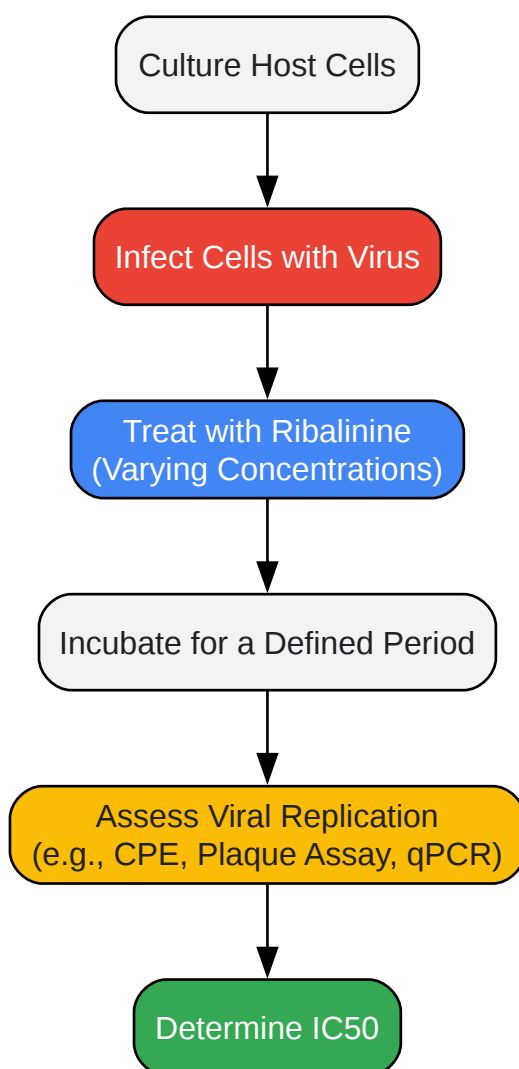 Culture Host Cells
Infect Cells with Virus
Treat with Ribalinine
(Varying Concentrations)
Incubate for a Defined Period
Assess Viral Replication
(e.g., CPE, Plaque Assay, qPCR)
Determine IC50